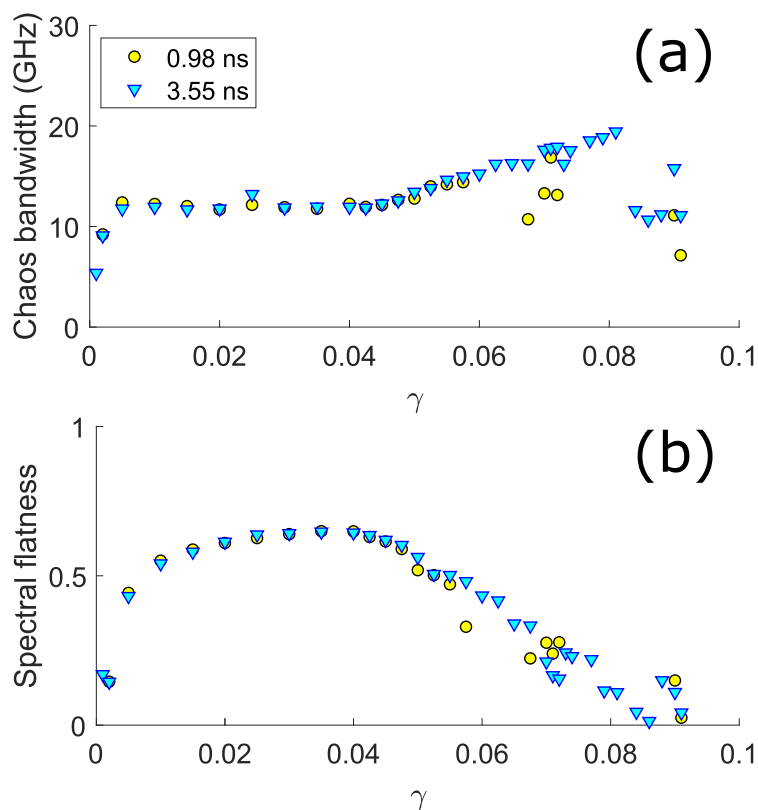 (a)
Chaos bandwidth (GHz)
30
20
10
0
0.98 ns
3.55 ns
0 0.02 0.04 0.06 0.08 0.1
γ
(b)
Spectral flatness
1
0.5
0
0 0.02 0.04 0.06 0.08 0.1
γ